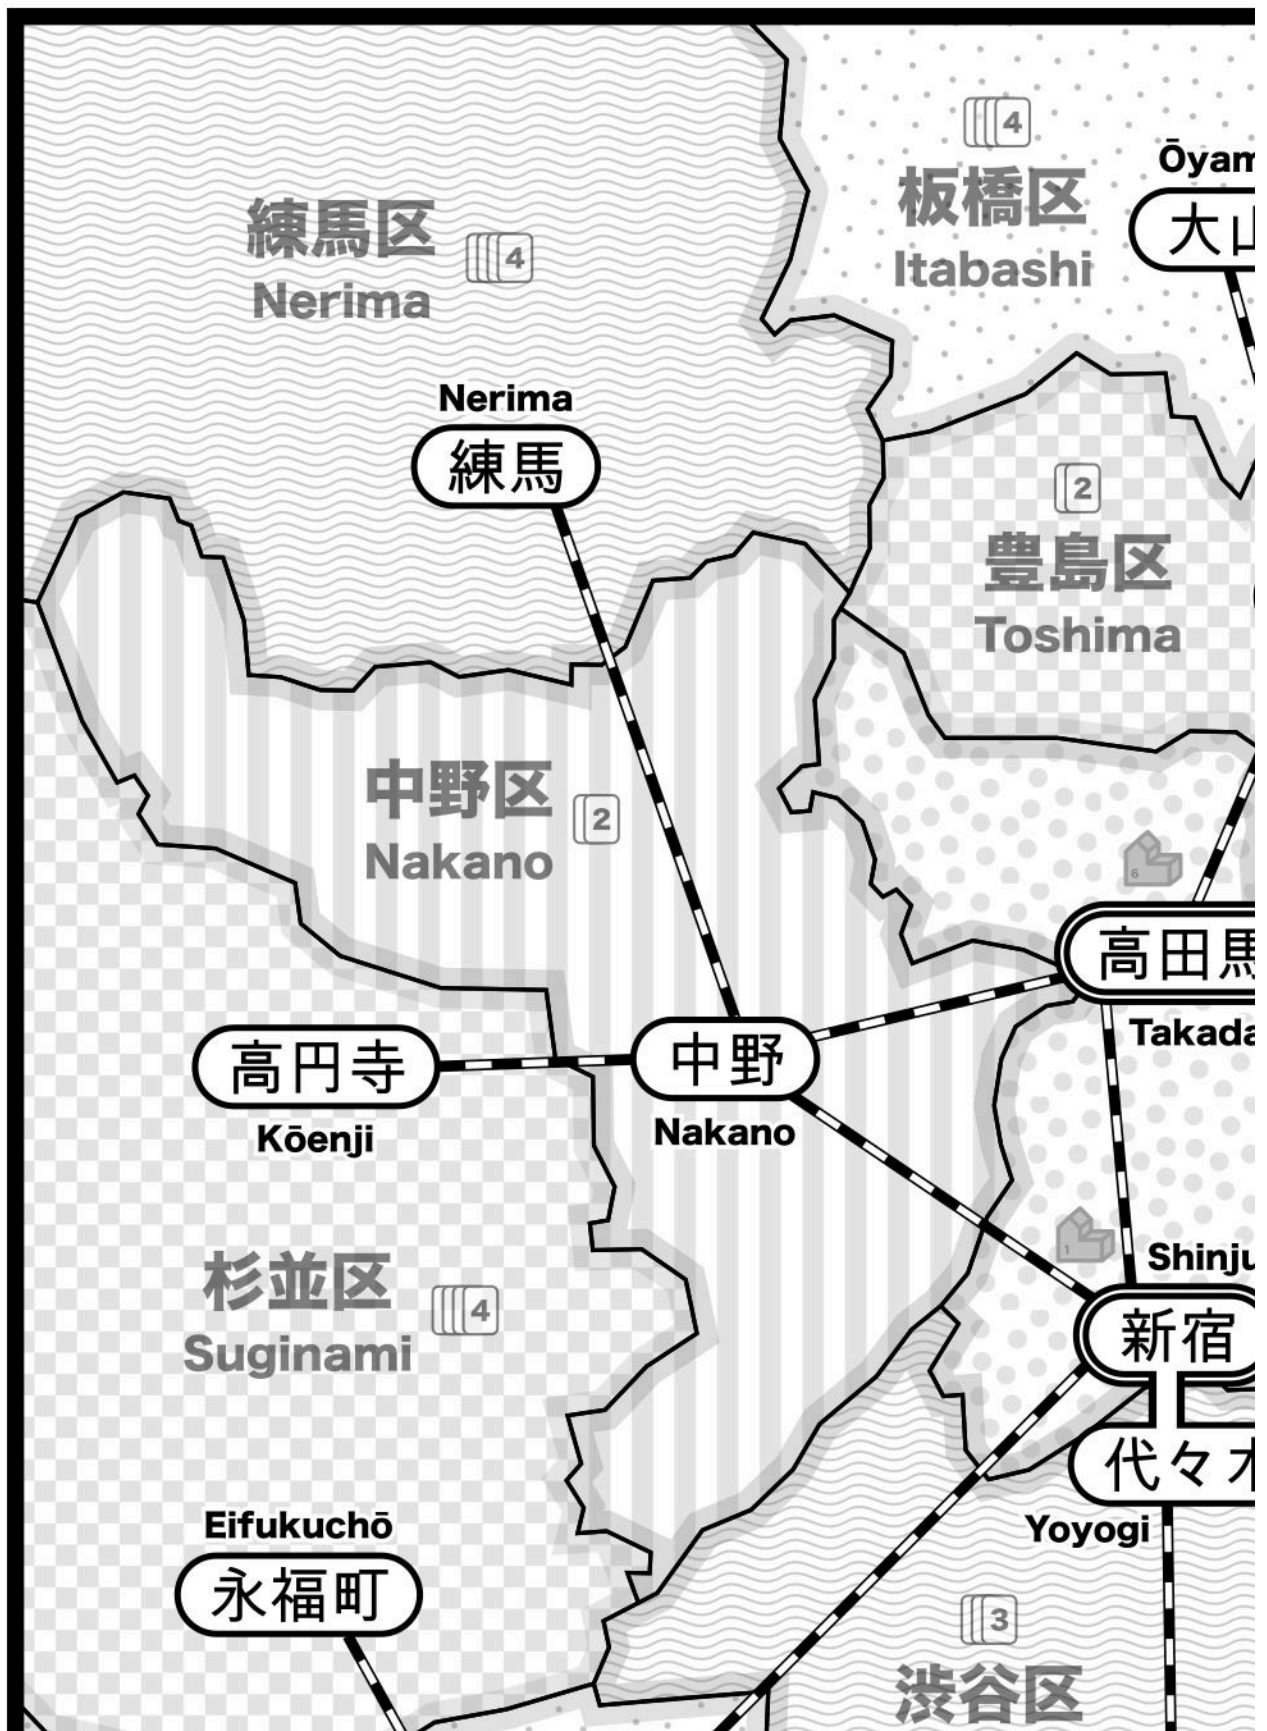 4
板橋区
Itabashi
Ōyam
大山
練馬区
4
Nerima
Nerima
練馬
2
豊島区
Toshima
中野区
2
Nakano
6
高田馬
Takada
高円寺
Kōenji
中野
Nakano
1
Shinju
新宿
杉並区
4
Suginami
代々木
Yoyogi
Eifukuchō
永福町
3
渋谷区